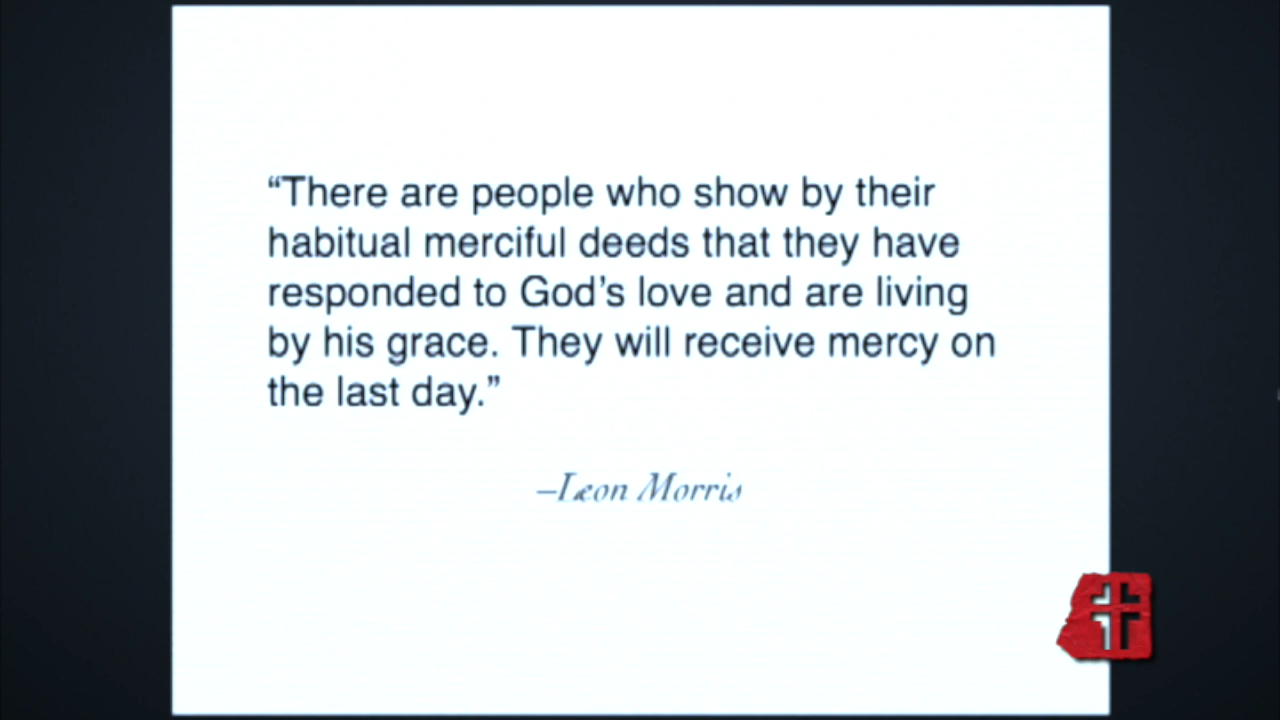 “There are people who show by their
habitual merciful deeds that they have
responded to God’s love and are living
by his grace. They will receive mercy on
the last day.”
–Leon Morris